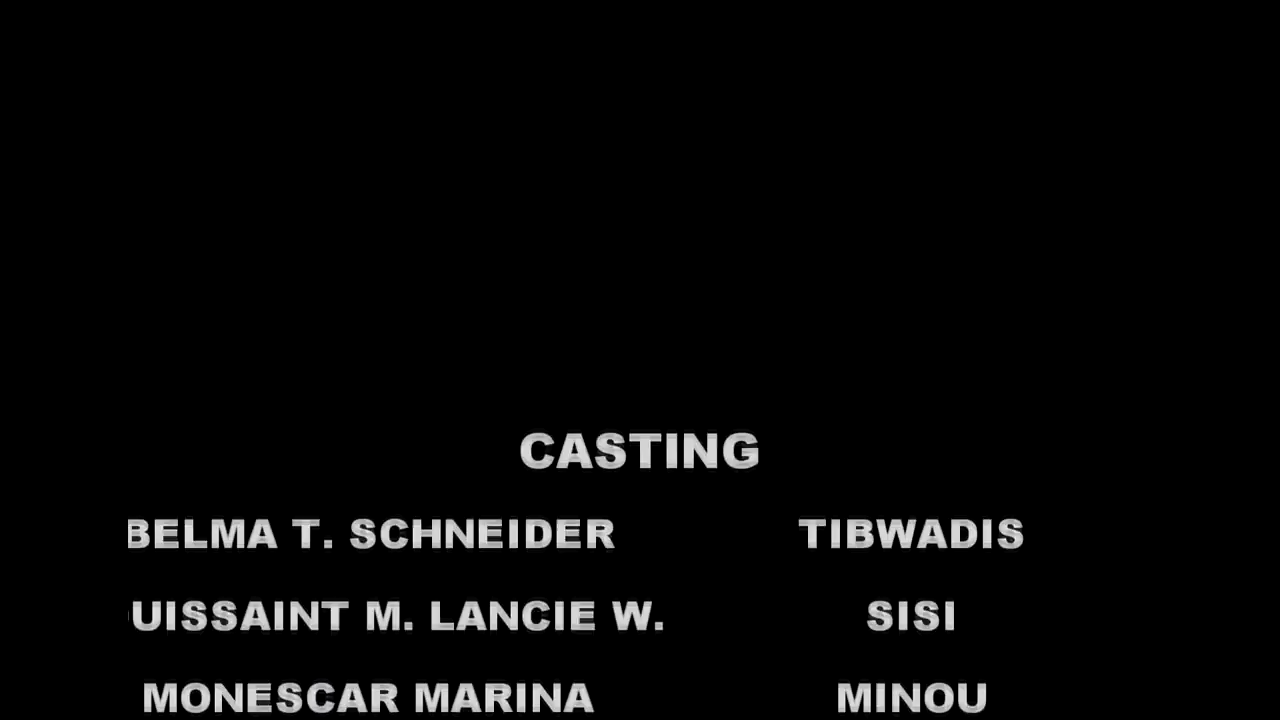 CASTING
BELMA T. SCHNEIDER TIBWADIS
UISSAINT M. LANCIE W. SISI
MONESCAR MARINA MINOU